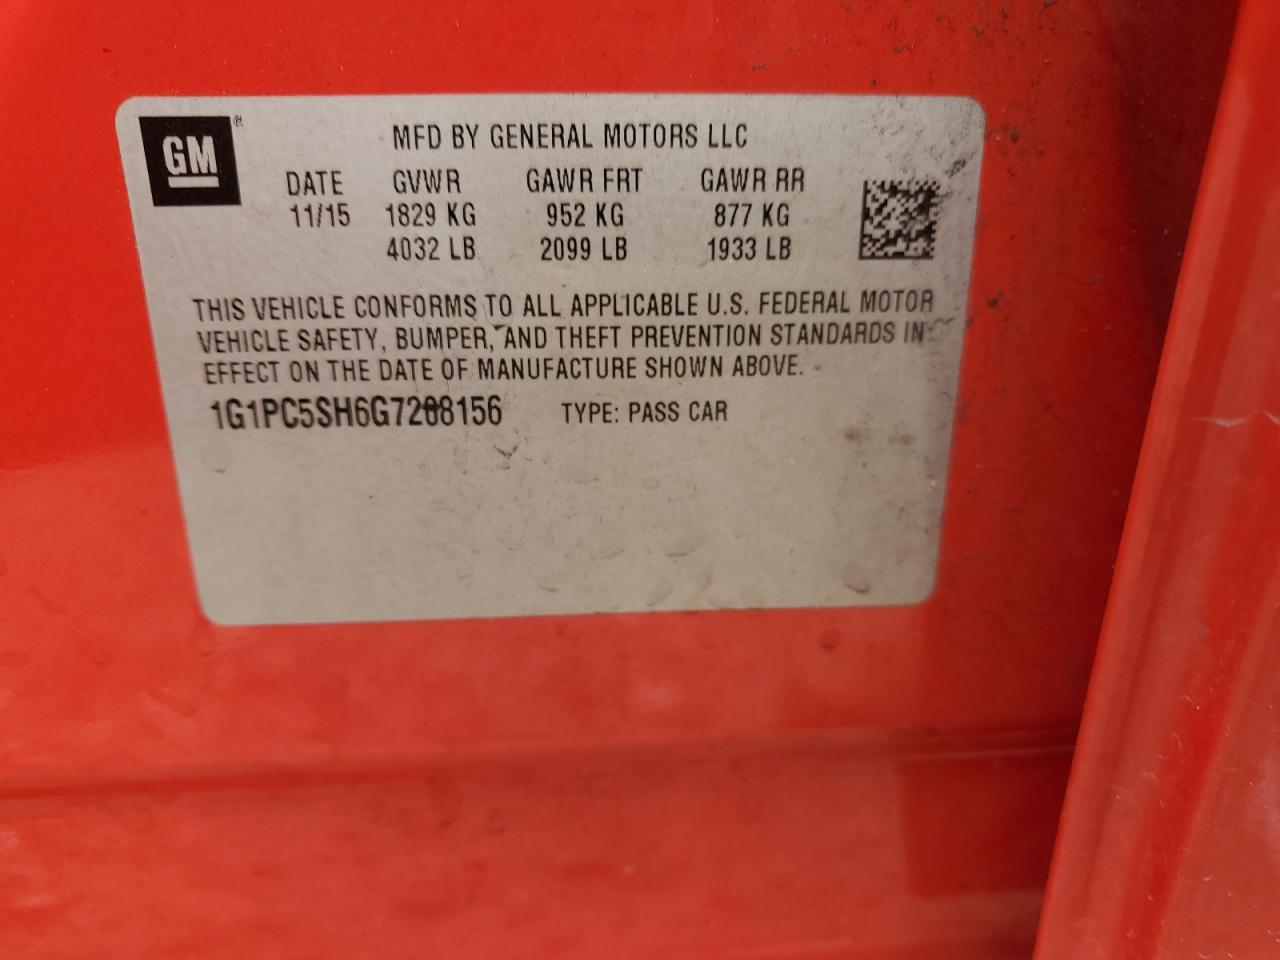 GM®
MFD BY GENERAL MOTORS LLC
DATE GVWR GAWR FRT GAWR RR
11/15 1829 KG 952 KG 877 KG
4032 LB 2099 LB 1933 LB
THIS VEHICLE CONFORMS TO ALL APPLICABLE U.S. FEDERAL MOTOR
VEHICLE SAFETY, BUMPER, AND THEFT PREVENTION STANDARDS IN
EFFECT ON THE DATE OF MANUFACTURE SHOWN ABOVE.
TYPE: PASS CAR